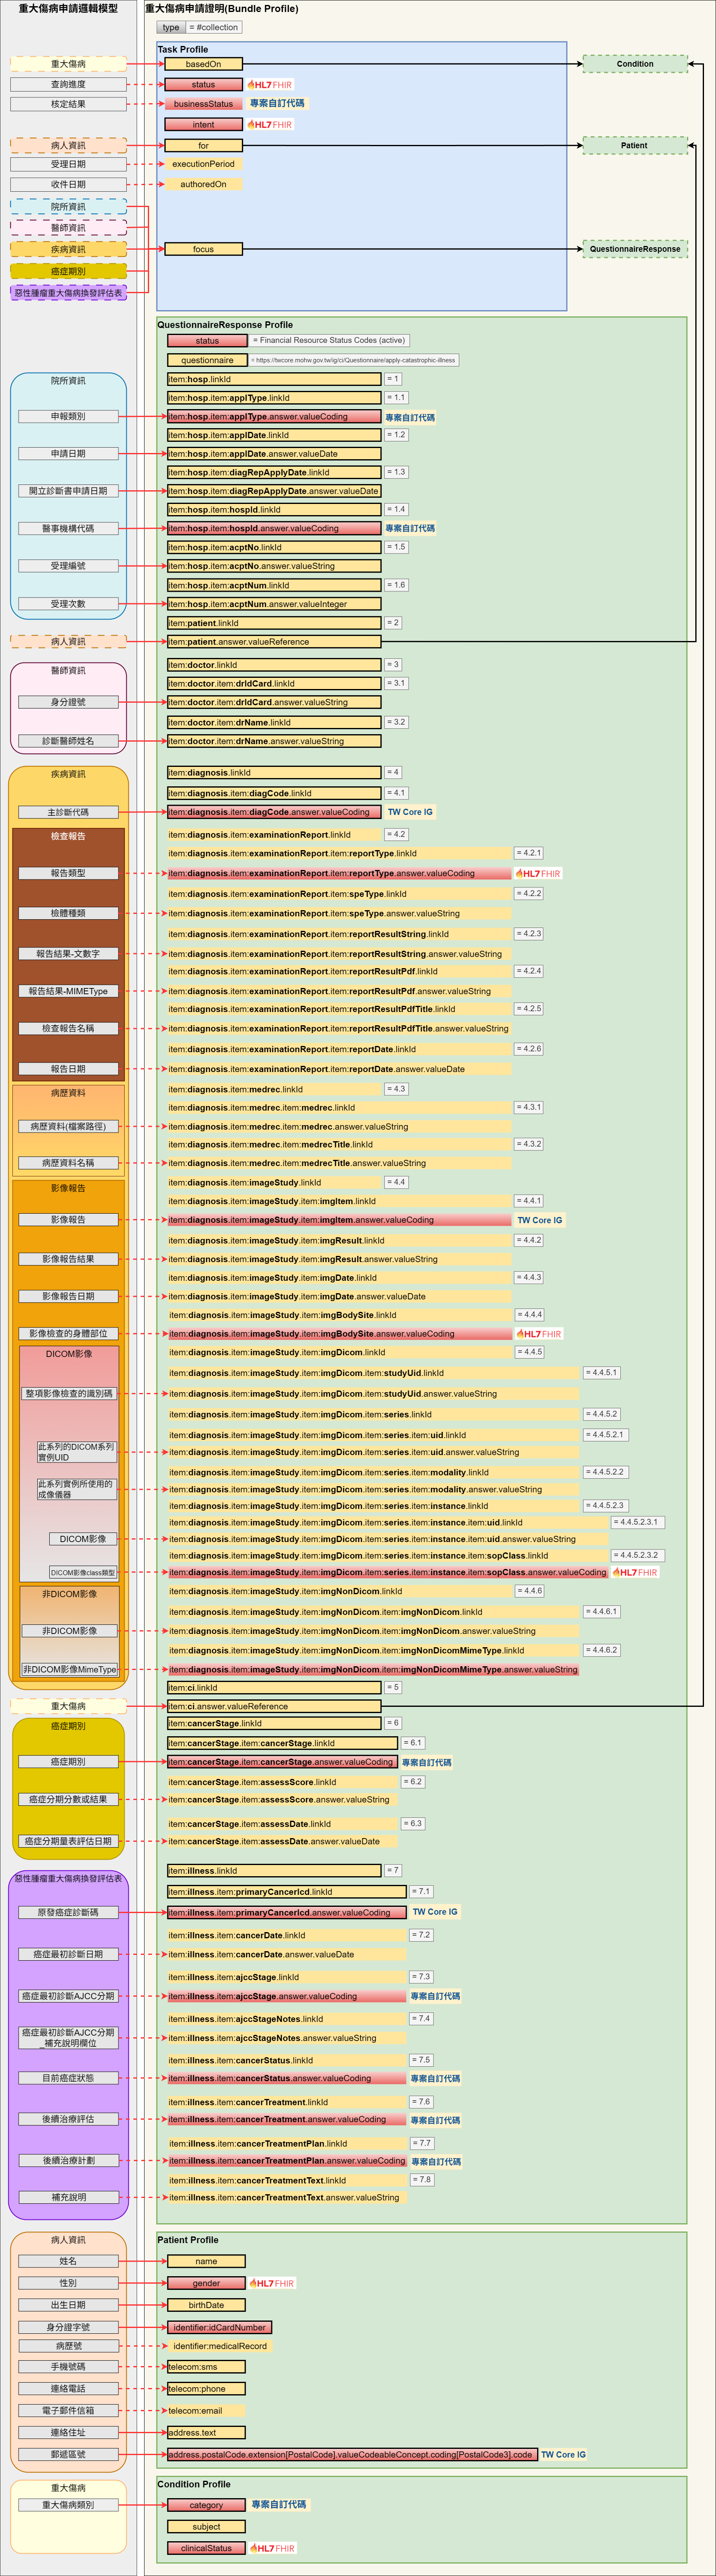 重大傷病申請邏輯模型
重大傷病申請證明(Bundle Profile)
type
= #collection
Task Profile
重大傷病
basedOn
Condition
查詢進度
status
HL7 FHIR
核定結果
businessStatus
專案自訂代碼
intent
HL7 FHIR
病人資訊
for
Patient
受理日期
executionPeriod
收件日期
authoredOn
院所資訊
醫師資訊
疾病資訊
focus
QuestionnaireResponse
癌症期別
惡性腫瘤重大傷病換發評估表
QuestionnaireResponse Profile
status
= Financial Resource Status Codes (active)
questionnaire
= https://twcore.mohw.gov.tw/ig/ci/Questionnaire/apply-catastrophic-illness
院所資訊
item:hosp.linkId
= 1
item:hosp.item:applType.linkId
= 1.1
申報類別
item:hosp.item:applType.answer.valueCoding
專案自訂代碼
item:hosp.item:applDate.linkId
= 1.2
申請日期
item:hosp.item:applDate.answer.valueDate
item:hosp.item:diagRepApplyDate.linkId
= 1.3
開立診斷書申請日期
item:hosp.item:diagRepApplyDate.answer.valueDate
item:hosp.item:hospId.linkId
= 1.4
醫事機構代碼
item:hosp.item:hospId.answer.valueCoding
專案自訂代碼
item:hosp.item:acptNo.linkId
= 1.5
受理編號
item:hosp.item:acptNo.answer.valueString
item:hosp.item:acptNum.linkId
= 1.6
受理次數
item:hosp.item:acptNum.answer.valueInteger
item:patient.linkId
= 2
病人資訊
item:patient.answer.valueReference
醫師資訊
item:doctor.linkId
= 3
item:doctor.item:drIdCard.linkId
= 3.1
身分證號
item:doctor.item:drIdCard.answer.valueString
item:doctor.item:drName.linkId
= 3.2
診斷醫師姓名
item:doctor.item:drName.answer.valueString
疾病資訊
item:diagnosis.linkId
= 4
item:diagnosis.item:diagCode.linkId
= 4.1
主診斷代碼
item:diagnosis.item:diagCode.answer.valueCoding
TW Core IG
檢查報告
item:diagnosis.item:examinationReport.linkId
= 4.2
item:diagnosis.item:examinationReport.item:reportType.linkId
= 4.2.1
報告類型
item:diagnosis.item:examinationReport.item:reportType.answer.valueCoding
HL7 FHIR
item:diagnosis.item:examinationReport.item:speType.linkId
= 4.2.2
檢體種類
item:diagnosis.item:examinationReport.item:speType.answer.valueString
item:diagnosis.item:examinationReport.item:reportResultString.linkId
= 4.2.3
報告結果-文數字
item:diagnosis.item:examinationReport.item:reportResultString.answer.valueString
item:diagnosis.item:examinationReport.item:reportResultPdf.linkId
= 4.2.4
報告結果-MIMEType
item:diagnosis.item:examinationReport.item:reportResultPdf.answer.valueString
item:diagnosis.item:examinationReport.item:reportResultPdfTitle.linkId
= 4.2.5
檢查報告名稱
item:diagnosis.item:examinationReport.item:reportResultPdfTitle.answer.valueString
item:diagnosis.item:examinationReport.item:reportDate.linkId
= 4.2.6
報告日期
item:diagnosis.item:examinationReport.item:reportDate.answer.valueDate
病歷資料
item:diagnosis.item:medrec.linkId
= 4.3
item:diagnosis.item:medrec.item:medrec.linkId
= 4.3.1
病歷資料(檔案路徑)
item:diagnosis.item:medrec.item:medrec.answer.valueString
item:diagnosis.item:medrec.item:medrecTitle.linkId
= 4.3.2
病歷資料名稱
item:diagnosis.item:medrec.item:medrecTitle.answer.valueString
影像報告
item:diagnosis.item:imageStudy.linkId
= 4.4
item:diagnosis.item:imageStudy.item:imgItem.linkId
= 4.4.1
影像報告
item:diagnosis.item:imageStudy.item:imgItem.answer.valueCoding
TW Core IG
item:diagnosis.item:imageStudy.item:imgResult.linkId
= 4.4.2
影像報告結果
item:diagnosis.item:imageStudy.item:imgResult.answer.valueString
item:diagnosis.item:imageStudy.item:imgDate.linkId
= 4.4.3
影像報告日期
item:diagnosis.item:imageStudy.item:imgDate.answer.valueDate
item:diagnosis.item:imageStudy.item:imgBodySite.linkId
= 4.4.4
影像檢查的身體部位
item:diagnosis.item:imageStudy.item:imgBodySite.answer.valueCoding
HL7 FHIR
DICOM影像
item:diagnosis.item:imageStudy.item:imgDicom.linkId
= 4.4.5
item:diagnosis.item:imageStudy.item:imgDicom.item:studyUid.linkId
= 4.4.5.1
整項影像檢查的識別碼
item:diagnosis.item:imageStudy.item:imgDicom.item:studyUid.answer.valueString
item:diagnosis.item:imageStudy.item:imgDicom.item:series.linkId
= 4.4.5.2
item:diagnosis.item:imageStudy.item:imgDicom.item:series.item:uid.linkId
= 4.4.5.2.1
此系列的DICOM系列
實例UID
item:diagnosis.item:imageStudy.item:imgDicom.item:series.item:uid.answer.valueString
item:diagnosis.item:imageStudy.item:imgDicom.item:series.item:modality.linkId
= 4.4.5.2.2
此系列實例所使用的
成像儀器
item:diagnosis.item:imageStudy.item:imgDicom.item:series.item:modality.answer.valueString
item:diagnosis.item:imageStudy.item:imgDicom.item:series.item:instance.linkId
= 4.4.5.2.3
item:diagnosis.item:imageStudy.item:imgDicom.item:series.item:instance.item:uid.linkId
= 4.4.5.2.3.1
DICOM影像
item:diagnosis.item:imageStudy.item:imgDicom.item:series.item:instance.item:uid.answer.valueString
item:diagnosis.item:imageStudy.item:imgDicom.item:series.item:instance.item:sopClass.linkId
= 4.4.5.2.3.2
DICOM影像class類型
item:diagnosis.item:imageStudy.item:imgDicom.item:series.item:instance.item:sopClass.answer.valueCoding
HL7 FHIR
非DICOM影像
item:diagnosis.item:imageStudy.item:imgNonDicom.linkId
= 4.4.6
item:diagnosis.item:imageStudy.item:imgNonDicom.item:imgNonDicom.linkId
= 4.4.6.1
非DICOM影像
item:diagnosis.item:imageStudy.item:imgNonDicom.item:imgNonDicom.answer.valueString
item:diagnosis.item:imageStudy.item:imgNonDicom.item:imgNonDicomMimeType.linkId
= 4.4.6.2
非DICOM影像MimeType
item:diagnosis.item:imageStudy.item:imgNonDicom.item:imgNonDicomMimeType.answer.valueString
item:ci.linkId
= 5
重大傷病
item:ci.answer.valueReference
癌症期別
item:cancerStage.linkId
= 6
item:cancerStage.item:cancerStage.linkId
= 6.1
癌症期別
item:cancerStage.item:cancerStage.answer.valueCoding
專案自訂代碼
item:cancerStage.item:assessScore.linkId
= 6.2
癌症分期分數或結果
item:cancerStage.item:assessScore.answer.valueString
item:cancerStage.item:assessDate.linkId
= 6.3
癌症分期量表評估日期
item:cancerStage.item:assessDate.answer.valueDate
惡性腫瘤重大傷病換發評估表
item:illness.linkId
= 7
item:illness.item:primaryCancerIcd.linkId
= 7.1
原發癌症診斷碼
item:illness.item:primaryCancerIcd.answer.valueCoding
TW Core IG
item:illness.item:cancerDate.linkId
= 7.2
癌症最初診斷日期
item:illness.item:cancerDate.answer.valueDate
item:illness.item:ajccStage.linkId
= 7.3
癌症最初診斷AJCC分期
item:illness.item:ajccStage.answer.valueCoding
專案自訂代碼
item:illness.item:ajccStageNotes.linkId
= 7.4
癌症最初診斷AJCC分期
_補充說明欄位
item:illness.item:ajccStageNotes.answer.valueString
item:illness.item:cancerStatus.linkId
= 7.5
目前癌症狀態
item:illness.item:cancerStatus.answer.valueCoding
專案自訂代碼
item:illness.item:cancerTreatment.linkId
= 7.6
後續治療評估
item:illness.item:cancerTreatment.answer.valueCoding
專案自訂代碼
item:illness.item:cancerTreatmentPlan.linkId
= 7.7
後續治療計劃
item:illness.item:cancerTreatmentPlan.answer.valueCoding
專案自訂代碼
item:illness.item:cancerTreatmentText.linkId
= 7.8
補充說明
item:illness.item:cancerTreatmentText.answer.valueString
病人資訊
Patient Profile
姓名
name
性別
gender
HL7 FHIR
出生日期
birthDate
身分證字號
identifier:idCardNumber
病歷號
identifier:medicalRecord
手機號碼
telecom:sms
連絡電話
telecom:phone
電子郵件信箱
telecom:email
連絡住址
address.text
郵遞區號
address.postalCode.extension[PostalCode].valueCodeableConcept.coding[PostalCode3].code
TW Core IG
重大傷病
Condition Profile
重大傷病類別
category
專案自訂代碼
subject
clinicalStatus
HL7 FHIR